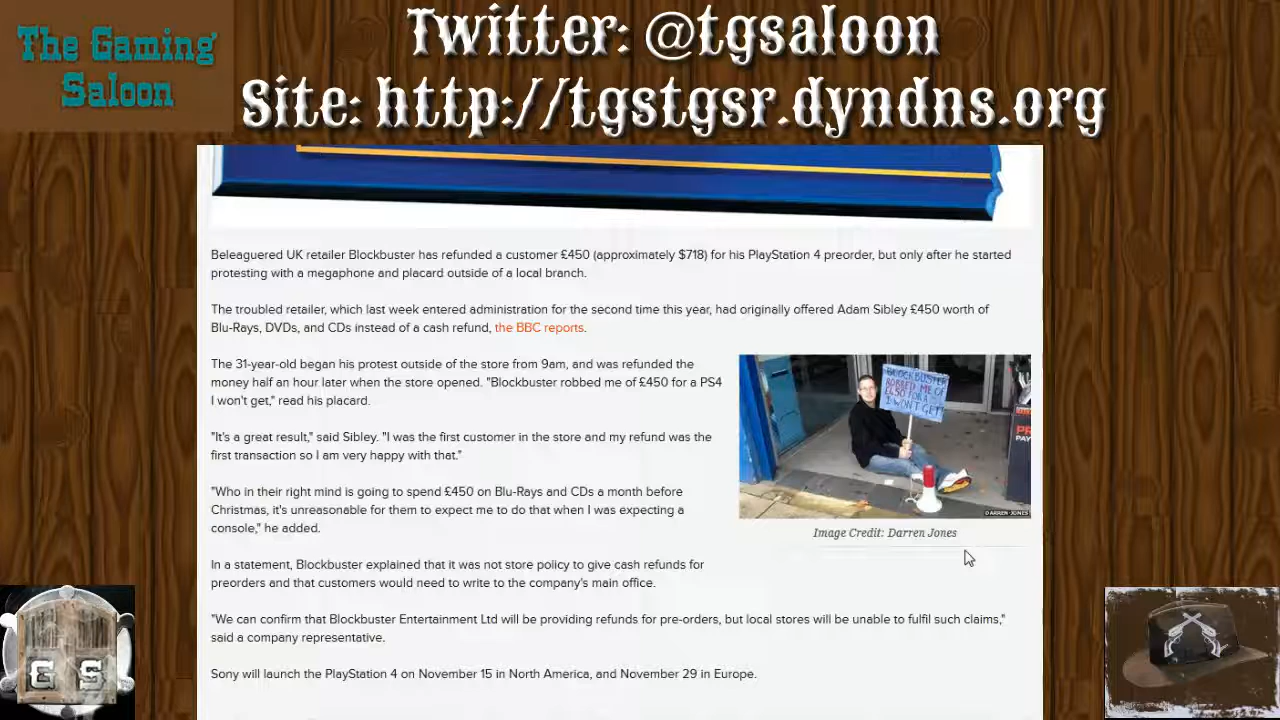 The Gaming
Saloon
Twitter: @tgsaloon
Site: http://tgstgsr.dyndns.org
Beleaguered UK retailer Blockbuster has refunded a customer £450 (approximately $718) for his PlayStation 4 preorder, but only after he started
protesting with a megaphone and placard outside of a local branch.
The troubled retailer, which last week entered administration for the second time this year, had originally offered Adam Sibley £450 worth of
Blu-Rays, DVDs, and CDs instead of a cash refund, the BBC reports.
The 31-year-old began his protest outside of the store from 9am, and was refunded the
money half an hour later when the store opened. "Blockbuster robbed me of £450 for a PS4
I won't get," read his placard.
"It's a great result," said Sibley. "I was the first customer in the store and my refund was the
first transaction so I am very happy with that."
"Who in their right mind is going to spend £450 on Blu-Rays and CDs a month before
Christmas, it's unreasonable for them to expect me to do that when I was expecting a
console," he added.
BLOCKBUSTER
ROBBED ME OF
£450 FOR A
I WON'T GET!
PR
PAY
DARREN JONES
Image Credit: Darren Jones
In a statement, Blockbuster explained that it was not store policy to give cash refunds for
preorders and that customers would need to write to the company's main office.
"We can confirm that Blockbuster Entertainment Ltd will be providing refunds for pre-orders, but local stores will be unable to fulfil such claims,"
said a company representative.
Sony will launch the PlayStation 4 on November 15 in North America, and November 29 in Europe.
G S